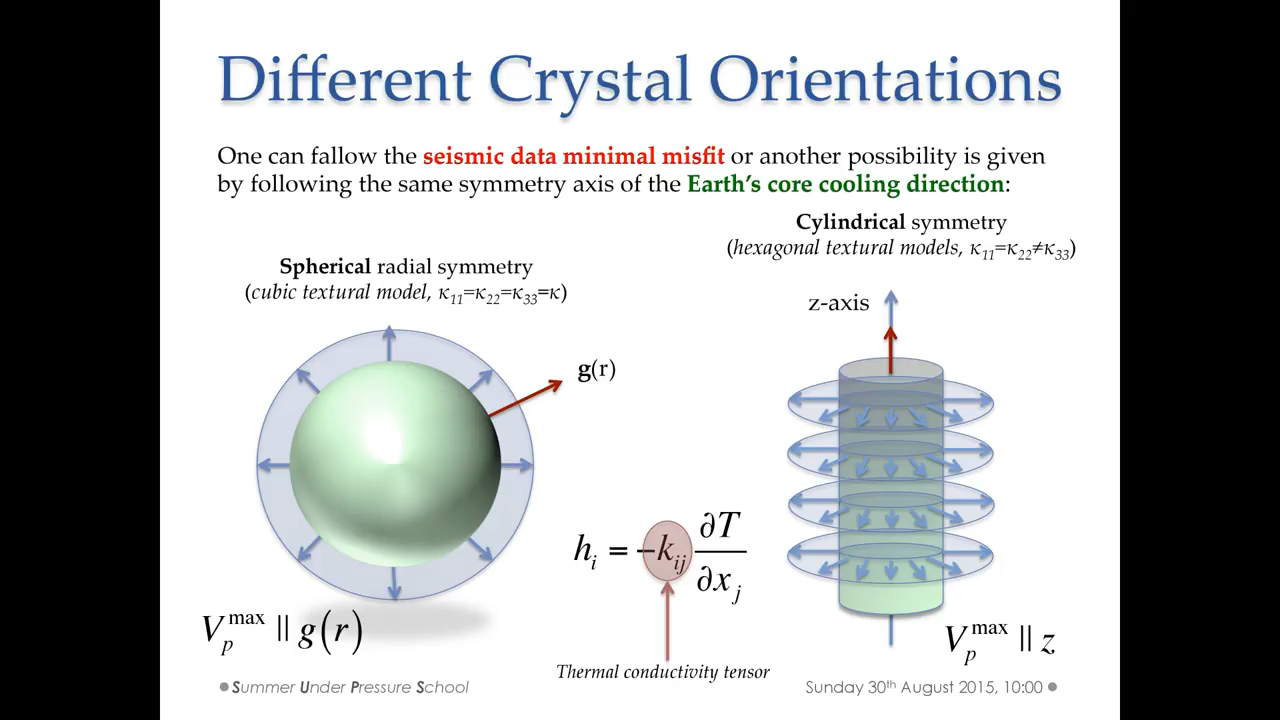 Different Crystal Orientations
One can fallow the seismic data minimal misfit or another possibility is given
by following the same symmetry axis of the Earth's core cooling direction:
Spherical radial symmetry
(cubic textural model, κ₁₁=κ₂₂=κ₃₃=κ)
Cylindrical symmetry
(hexagonal textural models, κ₁₁=κ₂₂≠κ₃₃)
z-axis
g(r)
hᵢ = −kᵢⱼ ∂T/∂xⱼ
Vₚᵐᵃˣ || g(r)
Vₚᵐᵃˣ || z
Thermal conductivity tensor
Summer Under Pressure School
Sunday 30th August 2015, 10:00